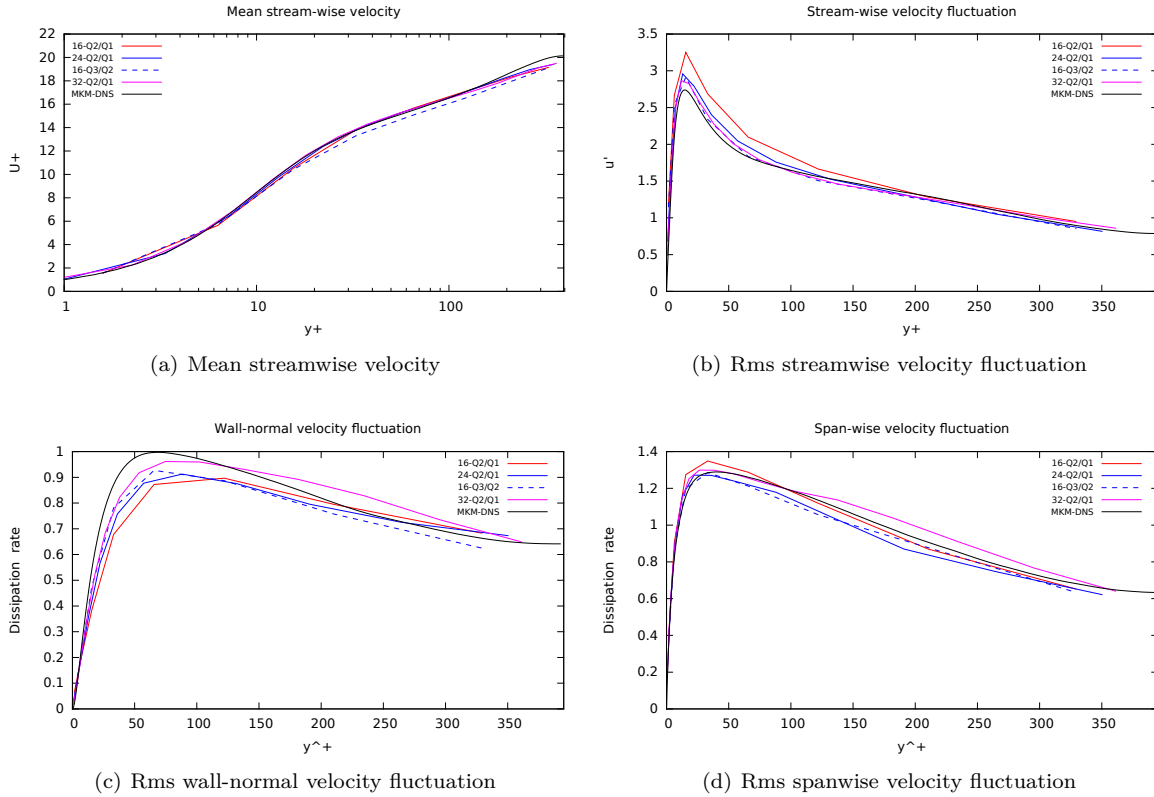 Mean stream-wise velocity
22
20
18
16
14
12
10
8
6
4
2
0
U+
16-Q2/Q1
24-Q2/Q1
16-Q3/Q2
32-Q2/Q1
MKM-DNS
1
10
100
y+
(a) Mean streamwise velocity
Stream-wise velocity fluctuation
3.5
3
2.5
2
1.5
1
0.5
0
u'
16-Q2/Q1
24-Q2/Q1
16-Q3/Q2
32-Q2/Q1
MKM-DNS
0
50
100
150
200
250
300
350
y+
(b) Rms streamwise velocity fluctuation
Wall-normal velocity fluctuation
1
0.9
0.8
0.7
0.6
0.5
0.4
0.3
0.2
0.1
0
Dissipation rate
16-Q2/Q1
24-Q2/Q1
16-Q3/Q2
32-Q2/Q1
MKM-DNS
0
50
100
150
200
250
300
350
y^+
(c) Rms wall-normal velocity fluctuation
Span-wise velocity fluctuation
1.4
1.2
1
0.8
0.6
0.4
0.2
0
Dissipation rate
16-Q2/Q1
24-Q2/Q1
16-Q3/Q2
32-Q2/Q1
MKM-DNS
0
50
100
150
200
250
300
350
y^+
(d) Rms spanwise velocity fluctuation